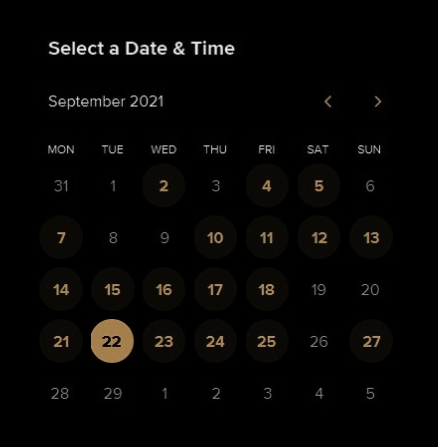 Select a Date & Time
September 2021
MON TUE WED THU FRI SAT SUN
31 1 2 3 4 5 6
7 8 9 10 11 12 13
14 15 16 17 18 19 20
21 22 23 24 25 26 27
28 29 1 2 3 4 5